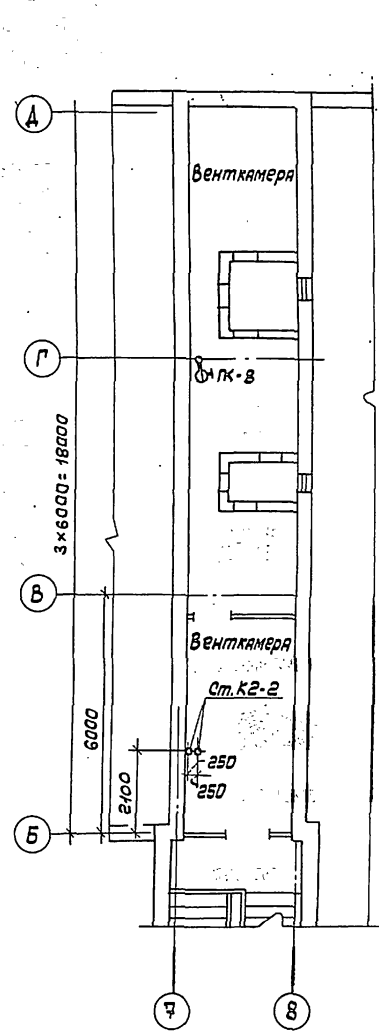 Д
Венткамера
Г
ПК-8
3×6000=18000
В
Венткамера
Ст. К2-2
6000
2100
250
250
Б
7
8